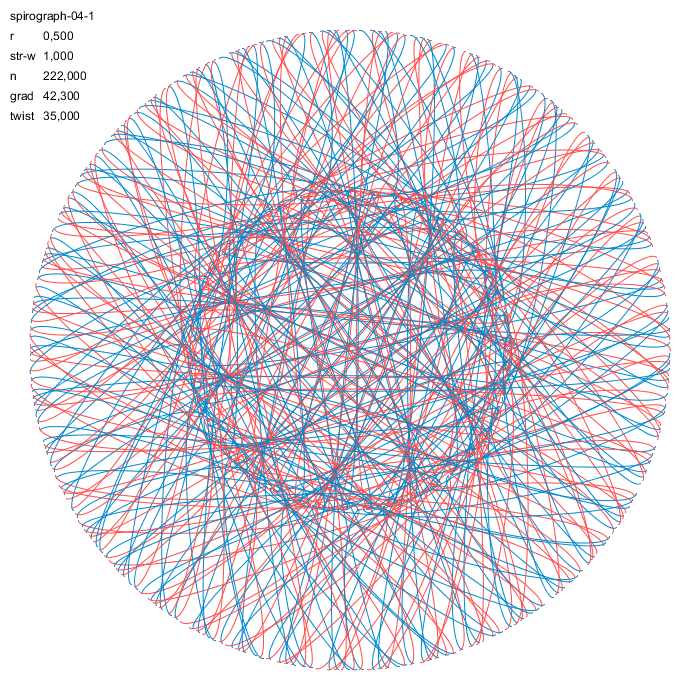 spirograph-04-1
r 0,500
str-w 1,000
n 222,000
grad 42,300
twist 35,000